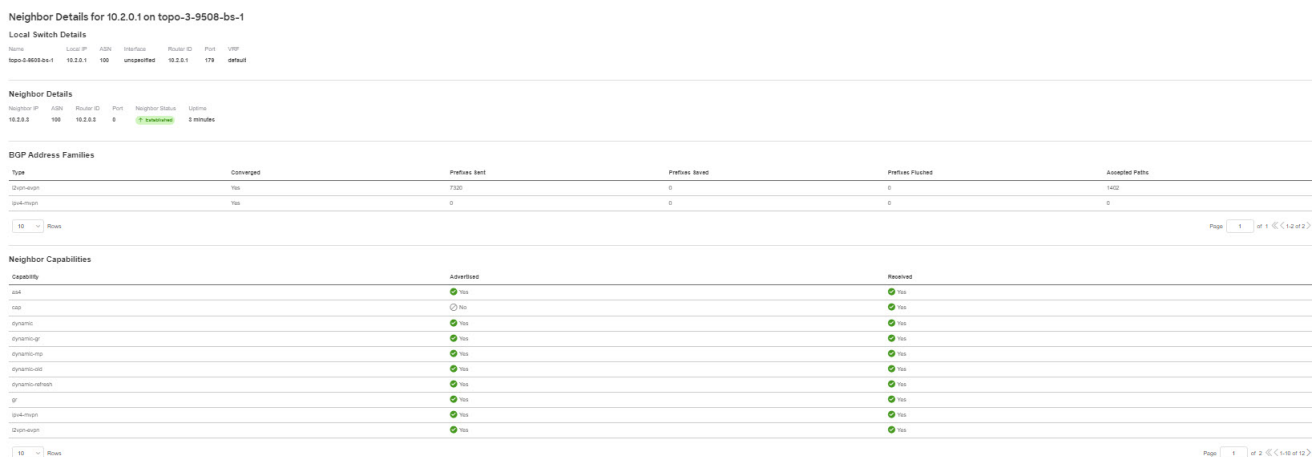 Neighbor Details for 10.2.0.1 on topo-3-9508-bs-1
Local Switch Details
Name Local IP ASN Interface Router ID Port VRF
topo-3-9508-bs-1 10.2.0.1 100 unspecified 10.2.0.1 179 default
Neighbor Details
Neighbor IP ASN Router ID Port Neighbor Status Uptime
10.2.0.3 100 10.2.0.3 0 Established 3 minutes
BGP Address Families
Type Converged Prefixes Sent Prefixes Saved Prefixes Flushed Accepted Paths
l2vpn-evpn Yes 7320 0 0 1402
ipv4-mvpn Yes 0 0 0 0
10 Rows Page 1 of 1 1-2 of 2
Neighbor Capabilities
Capability Advertised Received
as4 Yes Yes
cap No Yes
dynamic Yes Yes
dynamic-gr Yes Yes
dynamic-mp Yes Yes
dynamic-old Yes Yes
dynamic-refresh Yes Yes
gr Yes Yes
ipv4-mvpn Yes Yes
l2vpn-evpn Yes Yes
10 Rows Page 1 of 2 1-10 of 12